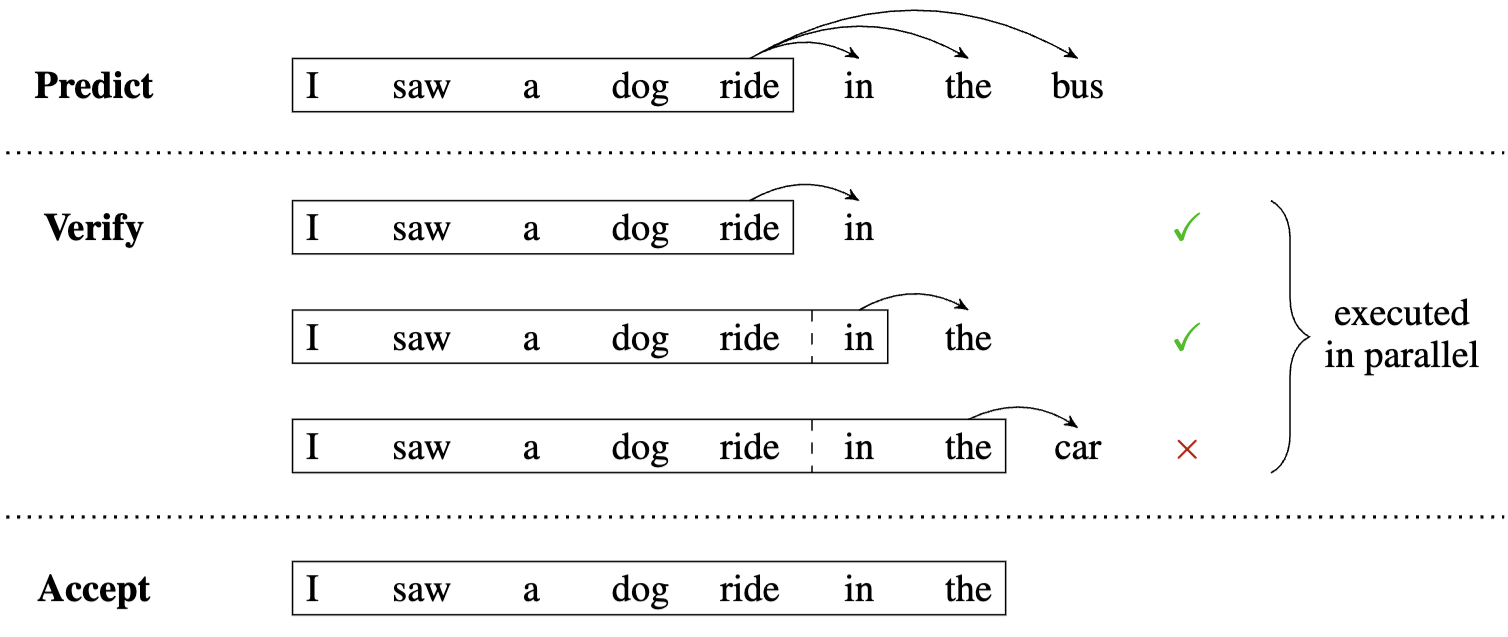 Predict I saw a dog ride in the bus
Verify I saw a dog ride in ✓
I saw a dog ride in the ✓
executed
in parallel
I saw a dog ride in the car ×
Accept I saw a dog ride in the